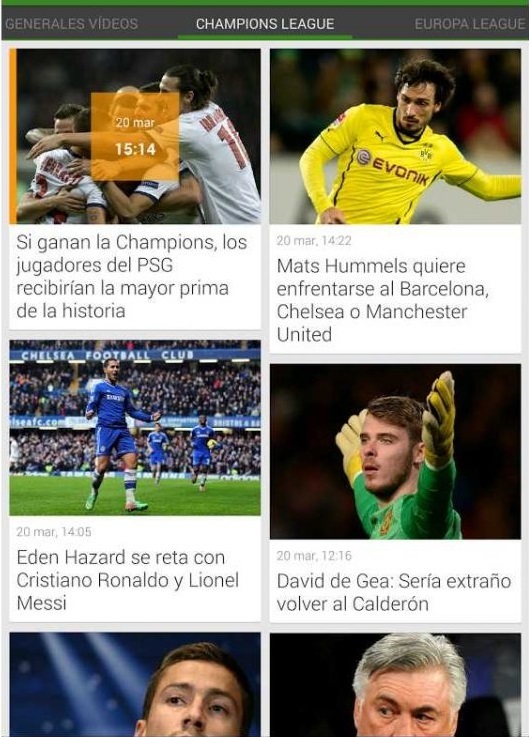 GENERALES VÍDEOS
CHAMPIONS LEAGUE
EUROPA LEAGUE
20 mar
15:14
Si ganan la Champions, los
jugadores del PSG
recibirían la mayor prima
de la historia
EVONIK
BVB
09
20 mar, 14:22
Mats Hummels quiere
enfrentarse al Barcelona,
Chelsea o Manchester
United
CHELSEA FOOTBALL CLUB
20 mar, 14:05
Eden Hazard se reta con
Cristiano Ronaldo y Lionel
Messi
20 mar, 12:16
David de Gea: Sería extraño
volver al Calderón